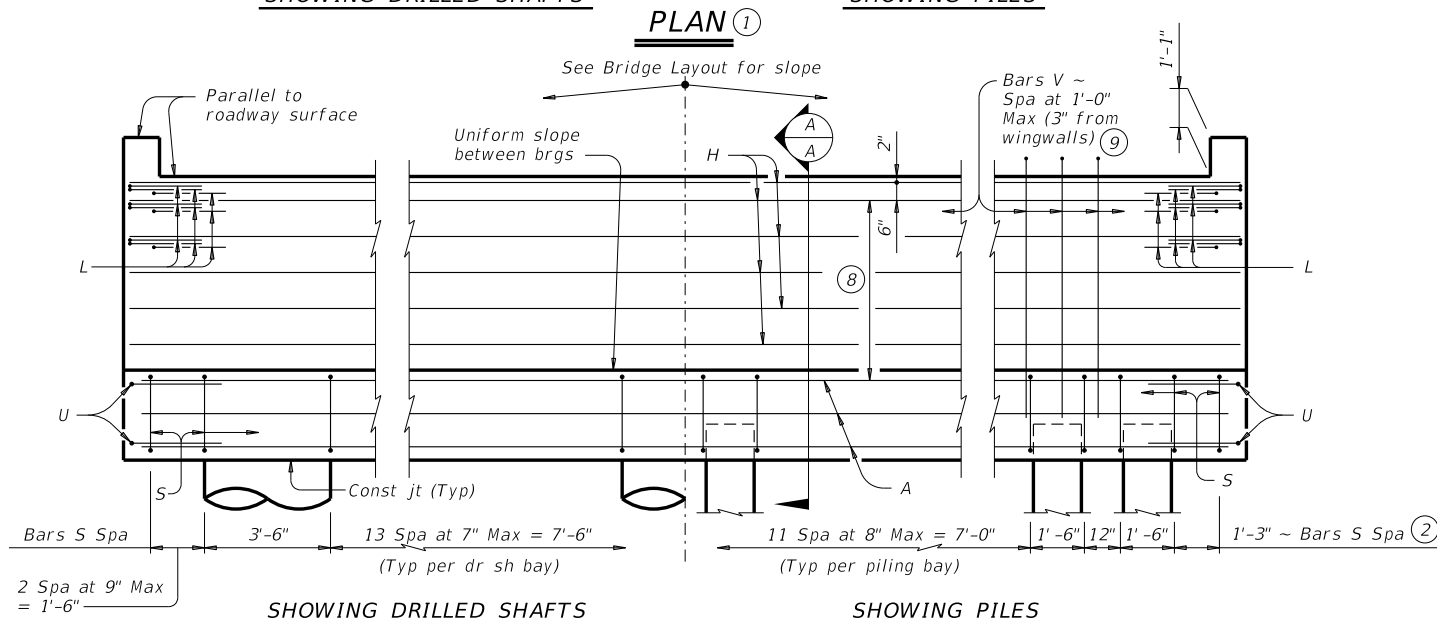 SHOWING DRILLED SHAFTS
SHOWING PILES
PLAN 1
1'-1"
See Bridge Layout for slope
Parallel to
roadway surface
Bars V ~
Spa at 1'-0"
Max (3" from
wingwalls) 9
Uniform slope
between brgs
H
A
A
2"
6"
L
8
L
U
U
S
Const jt (Typ)
A
S
Bars S Spa
3'-6"
13 Spa at 7" Max = 7'-6"
11 Spa at 8" Max = 7'-0"
1'-6"
12"
1'-6"
1'-3" ~ Bars S Spa 2
(Typ per dr sh bay)
(Typ per piling bay)
2 Spa at 9" Max
= 1'-6"
SHOWING DRILLED SHAFTS
SHOWING PILES